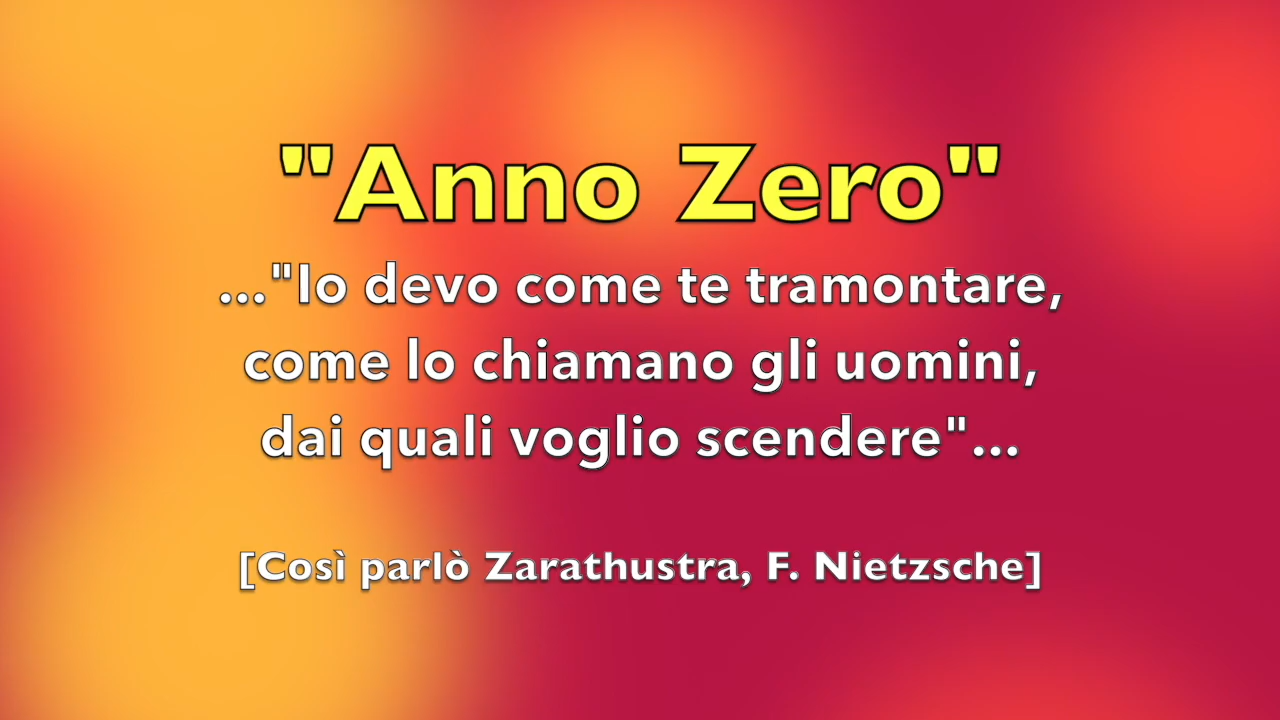 "Anno Zero"
..."Io devo come te tramontare,
come lo chiamano gli uomini,
dai quali voglio scendere"...
[Così parlò Zarathustra, F. Nietzsche]